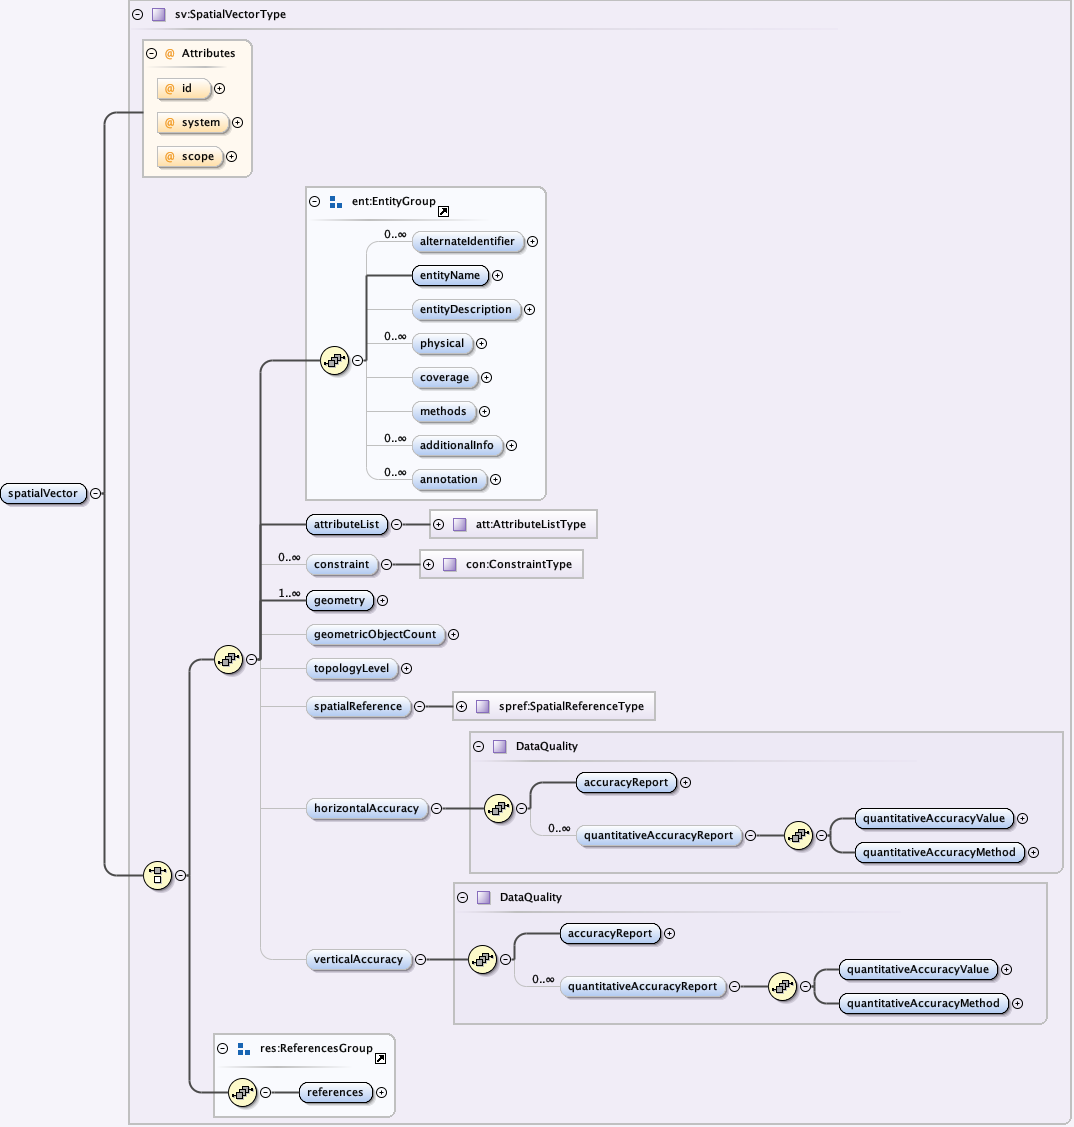 sv:SpatialVectorType
@ Attributes
@ id
@ system
@ scope
ent:EntityGroup
0..∞
alternateIdentifier
entityName
entityDescription
0..∞
physical
coverage
methods
0..∞
additionalInfo
0..∞
annotation
spatialVector
attributeList
att:AttributeListType
0..∞
constraint
con:ConstraintType
1..∞
geometry
geometricObjectCount
topologyLevel
spatialReference
spref:SpatialReferenceType
DataQuality
accuracyReport
horizontalAccuracy
0..∞
quantitativeAccuracyReport
quantitativeAccuracyValue
quantitativeAccuracyMethod
DataQuality
accuracyReport
verticalAccuracy
0..∞
quantitativeAccuracyReport
quantitativeAccuracyValue
quantitativeAccuracyMethod
res:ReferencesGroup
references